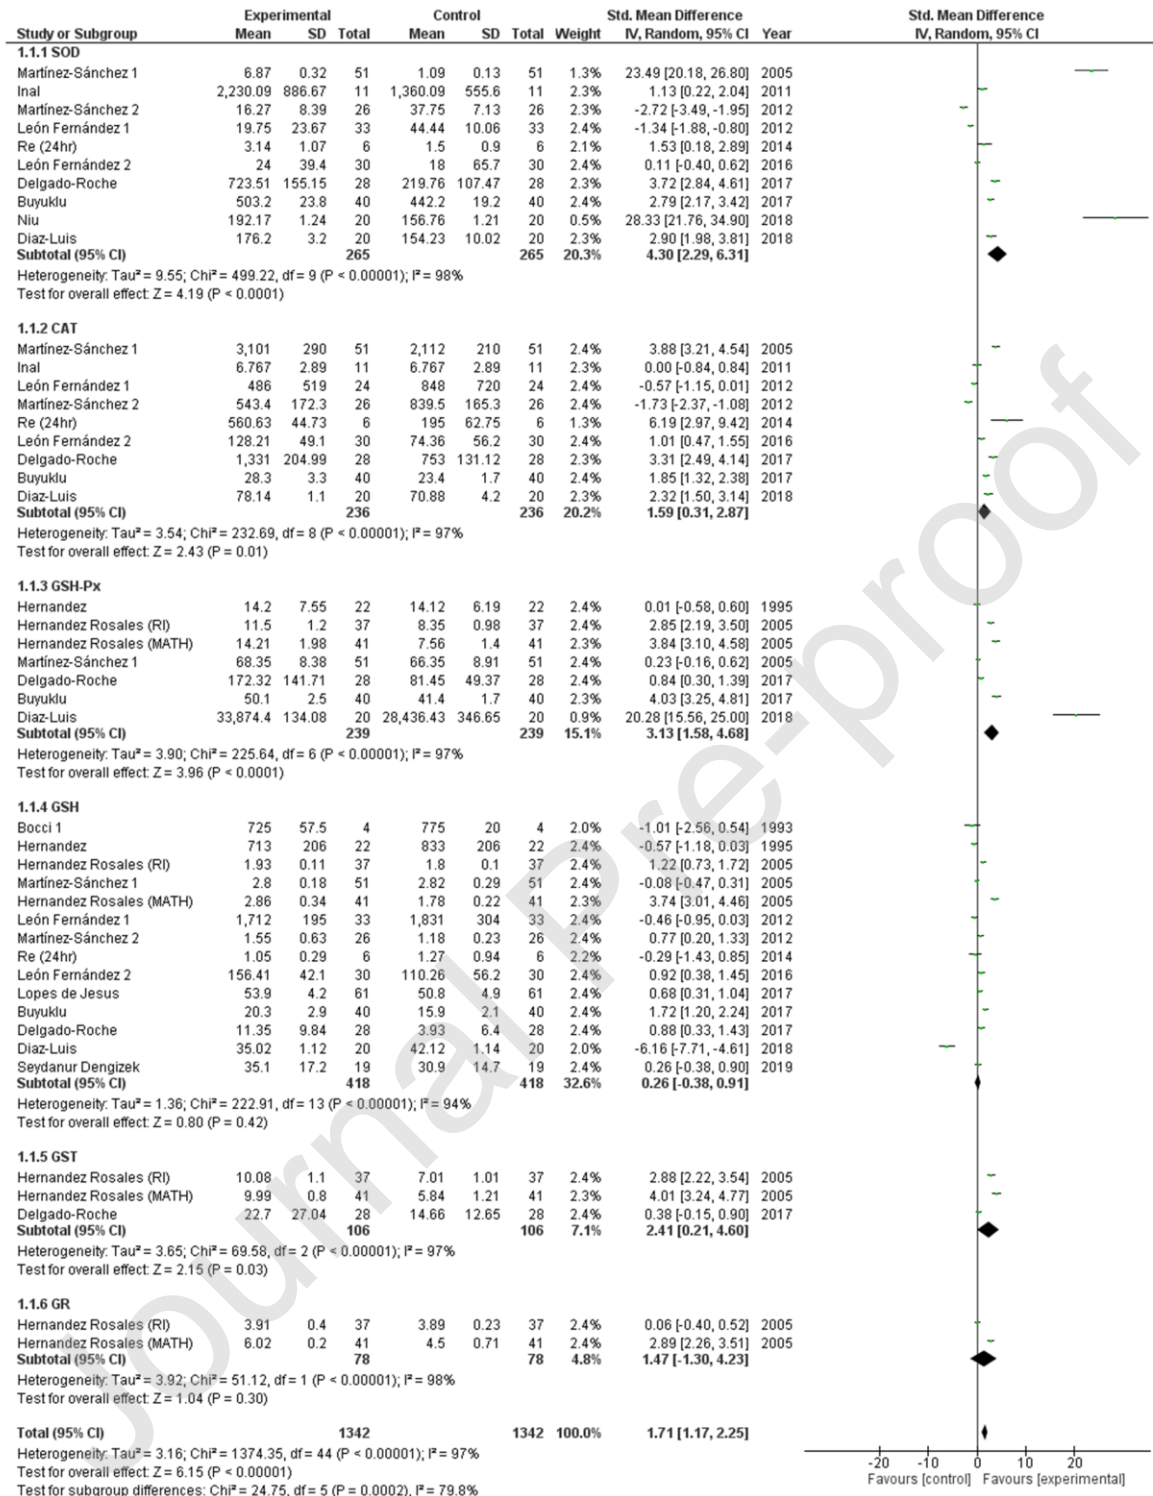 Experimental Control Std. Mean Difference Std. Mean Difference
Study or Subgroup Mean SD Total Mean SD Total Weight IV, Random, 95% CI Year IV, Random, 95% CI
1.1.1 SOD
Martínez-Sánchez 1 6.87 0.32 51 1.09 0.13 51 1.3% 23.49 [20.18, 26.80] 2005
Inal 2,230.09 886.67 11 1,360.09 555.6 11 2.3% 1.13 [0.22, 2.04] 2011
Martínez-Sánchez 2 16.27 8.39 26 37.75 7.13 26 2.3% -2.72 [-3.49, -1.95] 2012
León Fernández 1 19.75 23.67 33 44.44 10.06 33 2.4% -1.34 [-1.88, -0.80] 2012
Re (24hr) 3.14 1.07 6 1.5 0.9 6 2.1% 1.53 [0.18, 2.89] 2014
León Fernández 2 24 39.4 30 18 65.7 30 2.4% 0.11 [-0.40, 0.62] 2016
Delgado-Roche 723.51 155.15 28 219.76 107.47 28 2.3% 3.72 [2.84, 4.61] 2017
Buyuklu 503.2 23.8 40 442.2 19.2 40 2.3% 2.79 [2.17, 3.42] 2017
Niu 192.17 1.24 20 156.76 1.21 20 0.5% 28.33 [21.76, 34.90] 2018
Diaz-Luis 176.2 3.2 20 154.23 10.02 20 2.3% 2.90 [1.98, 3.81] 2018
Subtotal (95% CI) 265 265 20.3% 4.30 [2.29, 6.31]
Heterogeneity: Tau² = 9.55; Chi² = 499.22, df = 9 (P < 0.00001); I² = 98%
Test for overall effect: Z = 4.19 (P < 0.0001)
1.1.2 CAT
Martínez-Sánchez 1 3,101 290 51 2,112 210 51 2.4% 3.88 [3.21, 4.54] 2005
Inal 6.767 2.89 11 6.767 2.89 11 2.3% 0.00 [-0.84, 0.84] 2011
León Fernández 1 486 519 24 848 720 24 2.4% -0.57 [-1.15, 0.01] 2012
Martínez-Sánchez 2 543.4 172.3 26 839.5 165.3 26 2.4% -1.73 [-2.37, -1.08] 2012
Re (24hr) 560.63 44.73 6 195 62.75 6 1.3% 6.19 [2.97, 9.42] 2014
León Fernández 2 128.21 49.1 30 74.36 56.2 30 2.4% 1.01 [0.47, 1.55] 2016
Delgado-Roche 1,331 204.99 28 753 131.12 28 2.3% 3.31 [2.49, 4.14] 2017
Buyuklu 28.3 3.3 40 23.4 1.7 40 2.4% 1.85 [1.32, 2.38] 2017
Diaz-Luis 78.14 1.1 20 70.88 4.2 20 2.3% 2.32 [1.50, 3.14] 2018
Subtotal (95% CI) 236 236 20.2% 1.59 [0.31, 2.87]
Heterogeneity: Tau² = 3.54; Chi² = 232.69, df = 8 (P < 0.00001); I² = 97%
Test for overall effect: Z = 2.43 (P = 0.01)
1.1.3 GSH-Px
Hernandez 14.2 7.55 22 14.12 6.19 22 2.4% 0.01 [-0.58, 0.60] 1995
Hernandez Rosales (RI) 11.5 1.2 37 8.35 0.98 37 2.4% 2.85 [2.19, 3.50] 2005
Hernandez Rosales (MATH) 14.21 1.98 41 7.56 1.4 41 2.3% 3.84 [3.10, 4.58] 2005
Martínez-Sánchez 1 68.35 8.38 51 66.35 8.91 51 2.4% 0.23 [-0.16, 0.62] 2005
Delgado-Roche 172.32 141.71 28 81.45 49.37 28 2.4% 0.84 [0.30, 1.39] 2017
Buyuklu 50.1 2.5 40 41.4 1.7 40 2.3% 4.03 [3.25, 4.81] 2017
Diaz-Luis 33,874.4 134.08 20 28,436.43 346.65 20 0.9% 20.28 [15.56, 25.00] 2018
Subtotal (95% CI) 239 239 15.1% 3.13 [1.58, 4.68]
Heterogeneity: Tau² = 3.90; Chi² = 225.64, df = 6 (P < 0.00001); I² = 97%
Test for overall effect: Z = 3.96 (P < 0.0001)
1.1.4 GSH
Bocci 1 725 57.5 4 775 20 4 2.0% -1.01 [-2.56, 0.54] 1993
Hernandez 713 206 22 833 206 22 2.4% -0.57 [-1.18, 0.03] 1995
Hernandez Rosales (RI) 1.93 0.11 37 1.8 0.1 37 2.4% 1.22 [0.73, 1.72] 2005
Martínez-Sánchez 1 2.8 0.18 51 2.82 0.29 51 2.4% -0.08 [-0.47, 0.31] 2005
Hernandez Rosales (MATH) 2.86 0.34 41 1.78 0.22 41 2.4% 3.74 [3.01, 4.46] 2005
León Fernández 1 1,712 195 33 1,831 304 33 2.4% -0.46 [-0.95, 0.03] 2012
Martínez-Sánchez 2 1.55 0.63 26 1.18 0.23 26 2.4% 0.77 [0.20, 1.33] 2012
Re (24hr) 1.05 0.29 6 1.27 0.94 6 2.2% -0.29 [-1.43, 0.85] 2014
León Fernández 2 156.41 42.1 30 110.26 56.2 30 2.4% 0.92 [0.38, 1.45] 2016
Lopes de Jesus 53.9 4.2 61 50.8 4.9 61 2.4% 0.68 [0.31, 1.04] 2017
Buyuklu 20.3 2.9 40 15.9 2.1 40 2.4% 1.72 [1.20, 2.24] 2017
Delgado-Roche 11.35 9.84 28 3.93 6.4 28 2.4% 0.88 [0.33, 1.43] 2017
Diaz-Luis 35.02 1.12 20 42.12 1.14 20 2.0% -6.16 [-7.71, -4.61] 2018
Seydanur Dengizek 35.1 17.2 19 30.9 14.7 19 2.4% 0.26 [-0.38, 0.90] 2019
Subtotal (95% CI) 418 418 32.6% 0.26 [-0.38, 0.91]
Heterogeneity: Tau² = 1.36; Chi² = 222.91, df = 13 (P < 0.00001); I² = 94%
Test for overall effect: Z = 0.80 (P = 0.42)
1.1.5 GST
Hernandez Rosales (RI) 10.08 1.1 37 7.01 1.01 37 2.4% 2.88 [2.22, 3.54] 2005
Hernandez Rosales (MATH) 9.99 0.8 41 5.84 1.21 41 2.3% 4.01 [3.24, 4.77] 2005
Delgado-Roche 22.7 27.04 28 14.66 12.65 28 2.4% 0.38 [-0.15, 0.90] 2017
Subtotal (95% CI) 106 106 7.1% 2.41 [0.21, 4.60]
Heterogeneity: Tau² = 3.65; Chi² = 69.58, df = 2 (P < 0.00001); I² = 97%
Test for overall effect: Z = 2.15 (P = 0.03)
1.1.6 GR
Hernandez Rosales (RI) 3.91 0.4 37 3.89 0.23 37 2.4% 0.06 [-0.40, 0.52] 2005
Hernandez Rosales (MATH) 6.02 0.2 41 4.5 0.71 41 2.4% 2.89 [2.26, 3.51] 2005
Subtotal (95% CI) 78 78 4.8% 1.47 [-1.30, 4.23]
Heterogeneity: Tau² = 3.92; Chi² = 51.12, df = 1 (P < 0.00001); I² = 98%
Test for overall effect: Z = 1.04 (P = 0.30)
Total (95% CI) 1342 1342 100.0% 1.71 [1.17, 2.25]
Heterogeneity: Tau² = 3.16; Chi² = 1374.35, df = 44 (P < 0.00001); I² = 97%
Test for overall effect: Z = 6.15 (P < 0.00001)
Test for subgroup differences: Chi² = 24.75, df = 5 (P = 0.0002), I² = 79.8%
-20 -10 0 10 20
Favours [control] Favours [experimental]
Journal Pre-proof